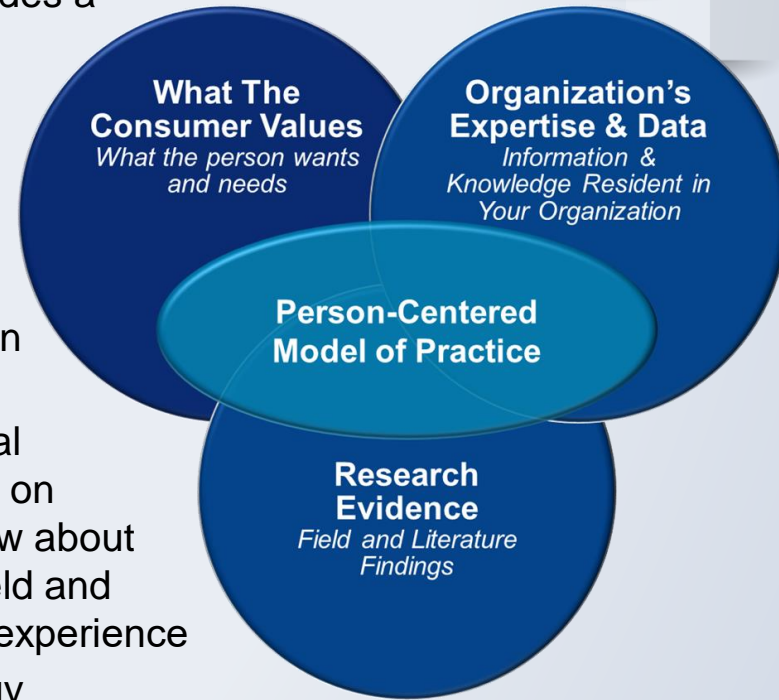 What The
Consumer Values
What the person wants
and needs
Organization's
Expertise & Data
Information &
Knowledge Resident in
Your Organization
Person-Centered
Model of Practice
Research
Evidence
Field and Literature
Findings
on
about
and
experience